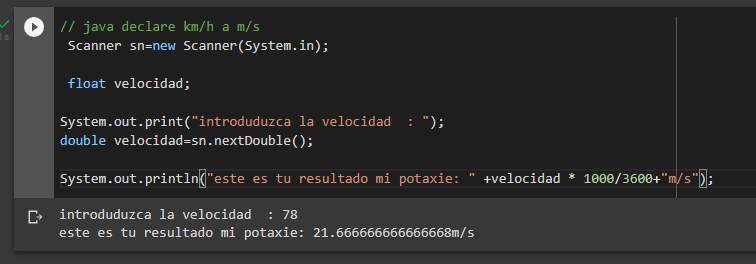 // java declare km/h a m/s
Scanner sn=new Scanner(System.in);
float velocidad;
System.out.print("introduduzca la velocidad  : ");
double velocidad=sn.nextDouble();
System.out.println("este es tu resultado mi potaxie: " +velocidad * 1000/3600+"m/s");
introduduzca la velocidad  : 78
este es tu resultado mi potaxie: 21.666666666666668m/s